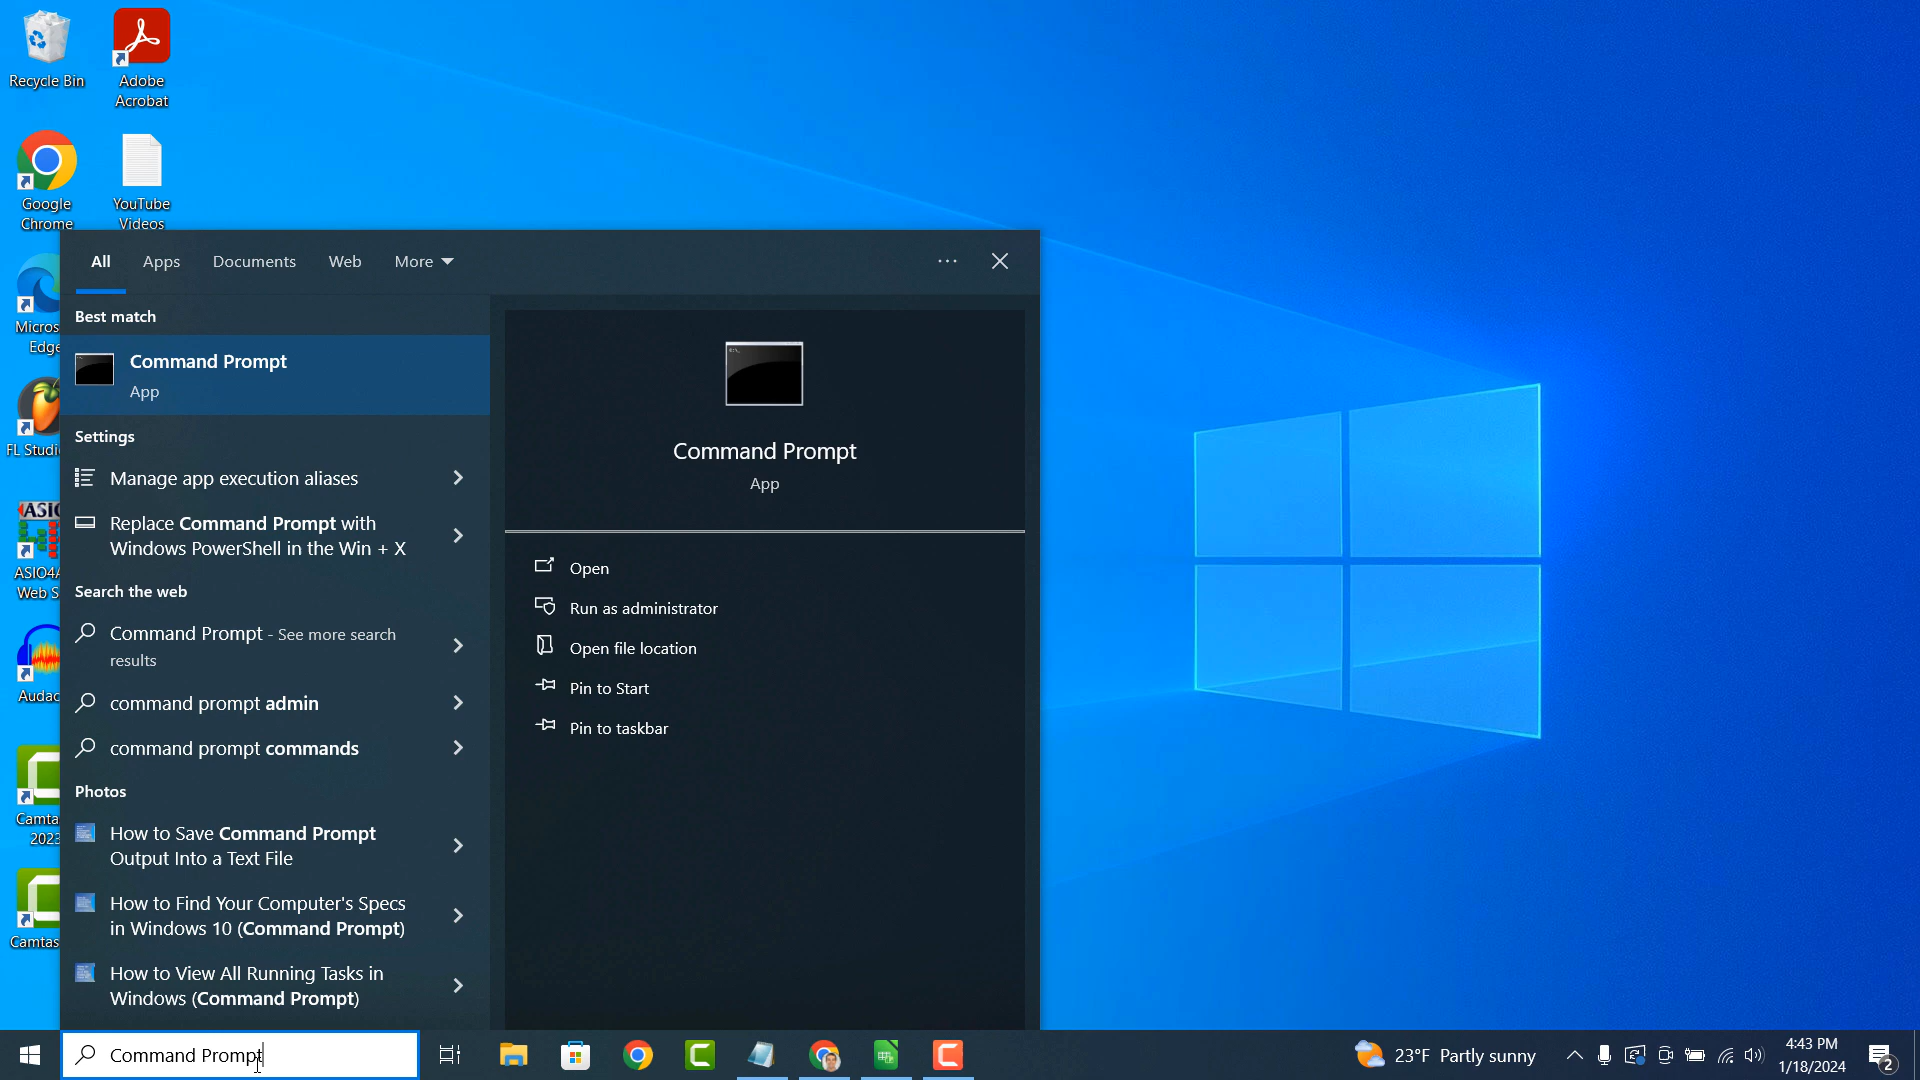 Recycle Bin
Adobe
Acrobat
Google
Chrome
YouTube
Videos
Micros
Edge
FL Studi
ASIO
ASIO4A
Web S
Audac
Camta
2023
Camtas
All
Apps
Documents
Web
More
Best match
Command Prompt
App
Settings
Manage app execution aliases
Replace Command Prompt with
Windows PowerShell in the Win + X
Search the web
Command Prompt - See more search
results
command prompt admin
command prompt commands
Photos
How to Save Command Prompt
Output Into a Text File
How to Find Your Computer's Specs
in Windows 10 (Command Prompt)
How to View All Running Tasks in
Windows (Command Prompt)
Command Prompt
App
Open
Run as administrator
Open file location
Pin to Start
Pin to taskbar
Command Prompt
23°F Partly sunny
4:43 PM
1/18/2024
2